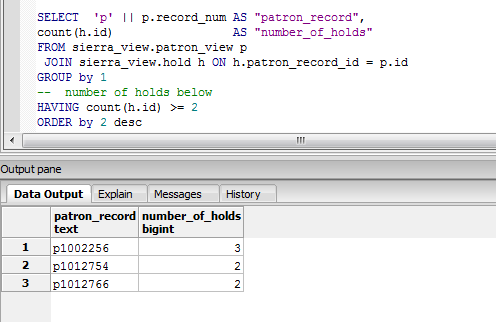 SELECT 'p' || p.record_num AS "patron_record",
count(h.id) AS "number_of_holds"
FROM sierra_view.patron_view p
JOIN sierra_view.hold h ON h.patron_record_id = p.id
GROUP by 1
-- number of holds below
HAVING count(h.id) >= 2
ORDER by 2 desc
Output pane
Data Output Explain Messages History
patron_record number_of_holds
text bigint
1 p1002256 3
2 p1012754 2
3 p1012766 2